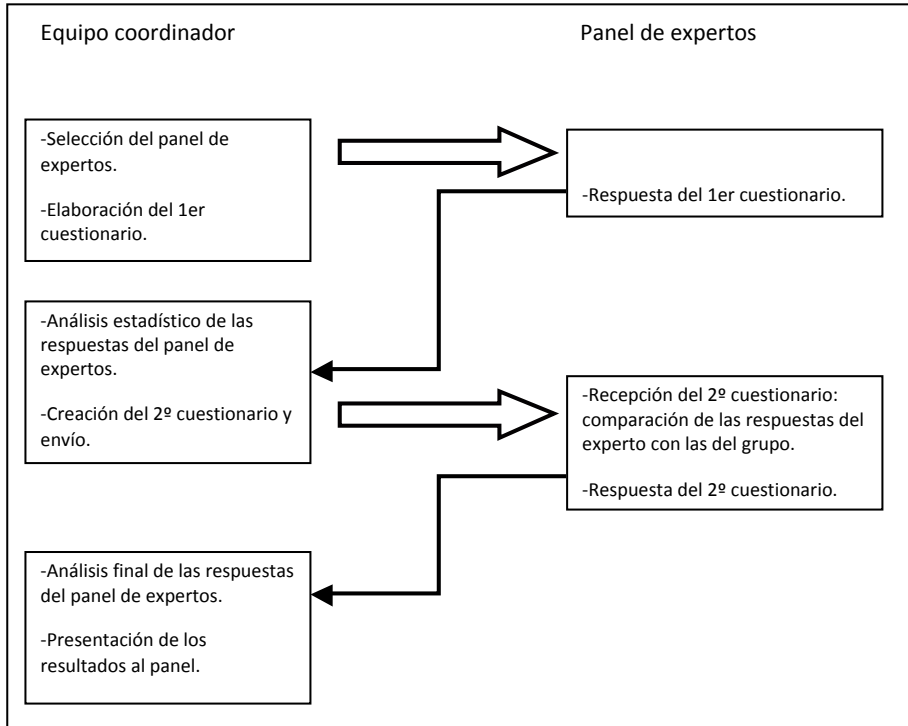 Equipo coordinador
Panel de expertos
-Selección del panel de
expertos.
-Elaboración del 1er
cuestionario.
-Respuesta del 1er cuestionario.
-Análisis estadístico de las
respuestas del panel de
expertos.
-Creación del 2º cuestionario y
envío.
-Recepción del 2º cuestionario:
comparación de las respuestas del
experto con las del grupo.
-Respuesta del 2º cuestionario.
-Análisis final de las respuestas
del panel de expertos.
-Presentación de los
resultados al panel.